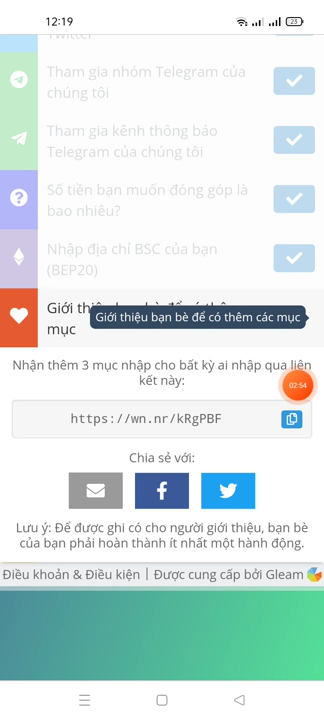 12:19
25
Twitter
Tham gia nhóm Telegram của
chúng tôi
Tham gia kênh thông báo
Telegram của chúng tôi
Số tiền bạn muốn đóng góp là
bao nhiêu?
Nhập địa chỉ BSC của bạn
(BEP20)
Giới
mục
Giới thiệu bạn bè để có thêm các mục
Nhận thêm 3 mục nhập cho bất kỳ ai nhập qua liên
kết này:
02:54
https://wn.nr/kRgPBF
Chia sẻ với:
Lưu ý: Để được ghi có cho người giới thiệu, bạn bè
của bạn phải hoàn thành ít nhất một hành động.
Điều khoản & Điều kiện | Được cung cấp bởi Gleam